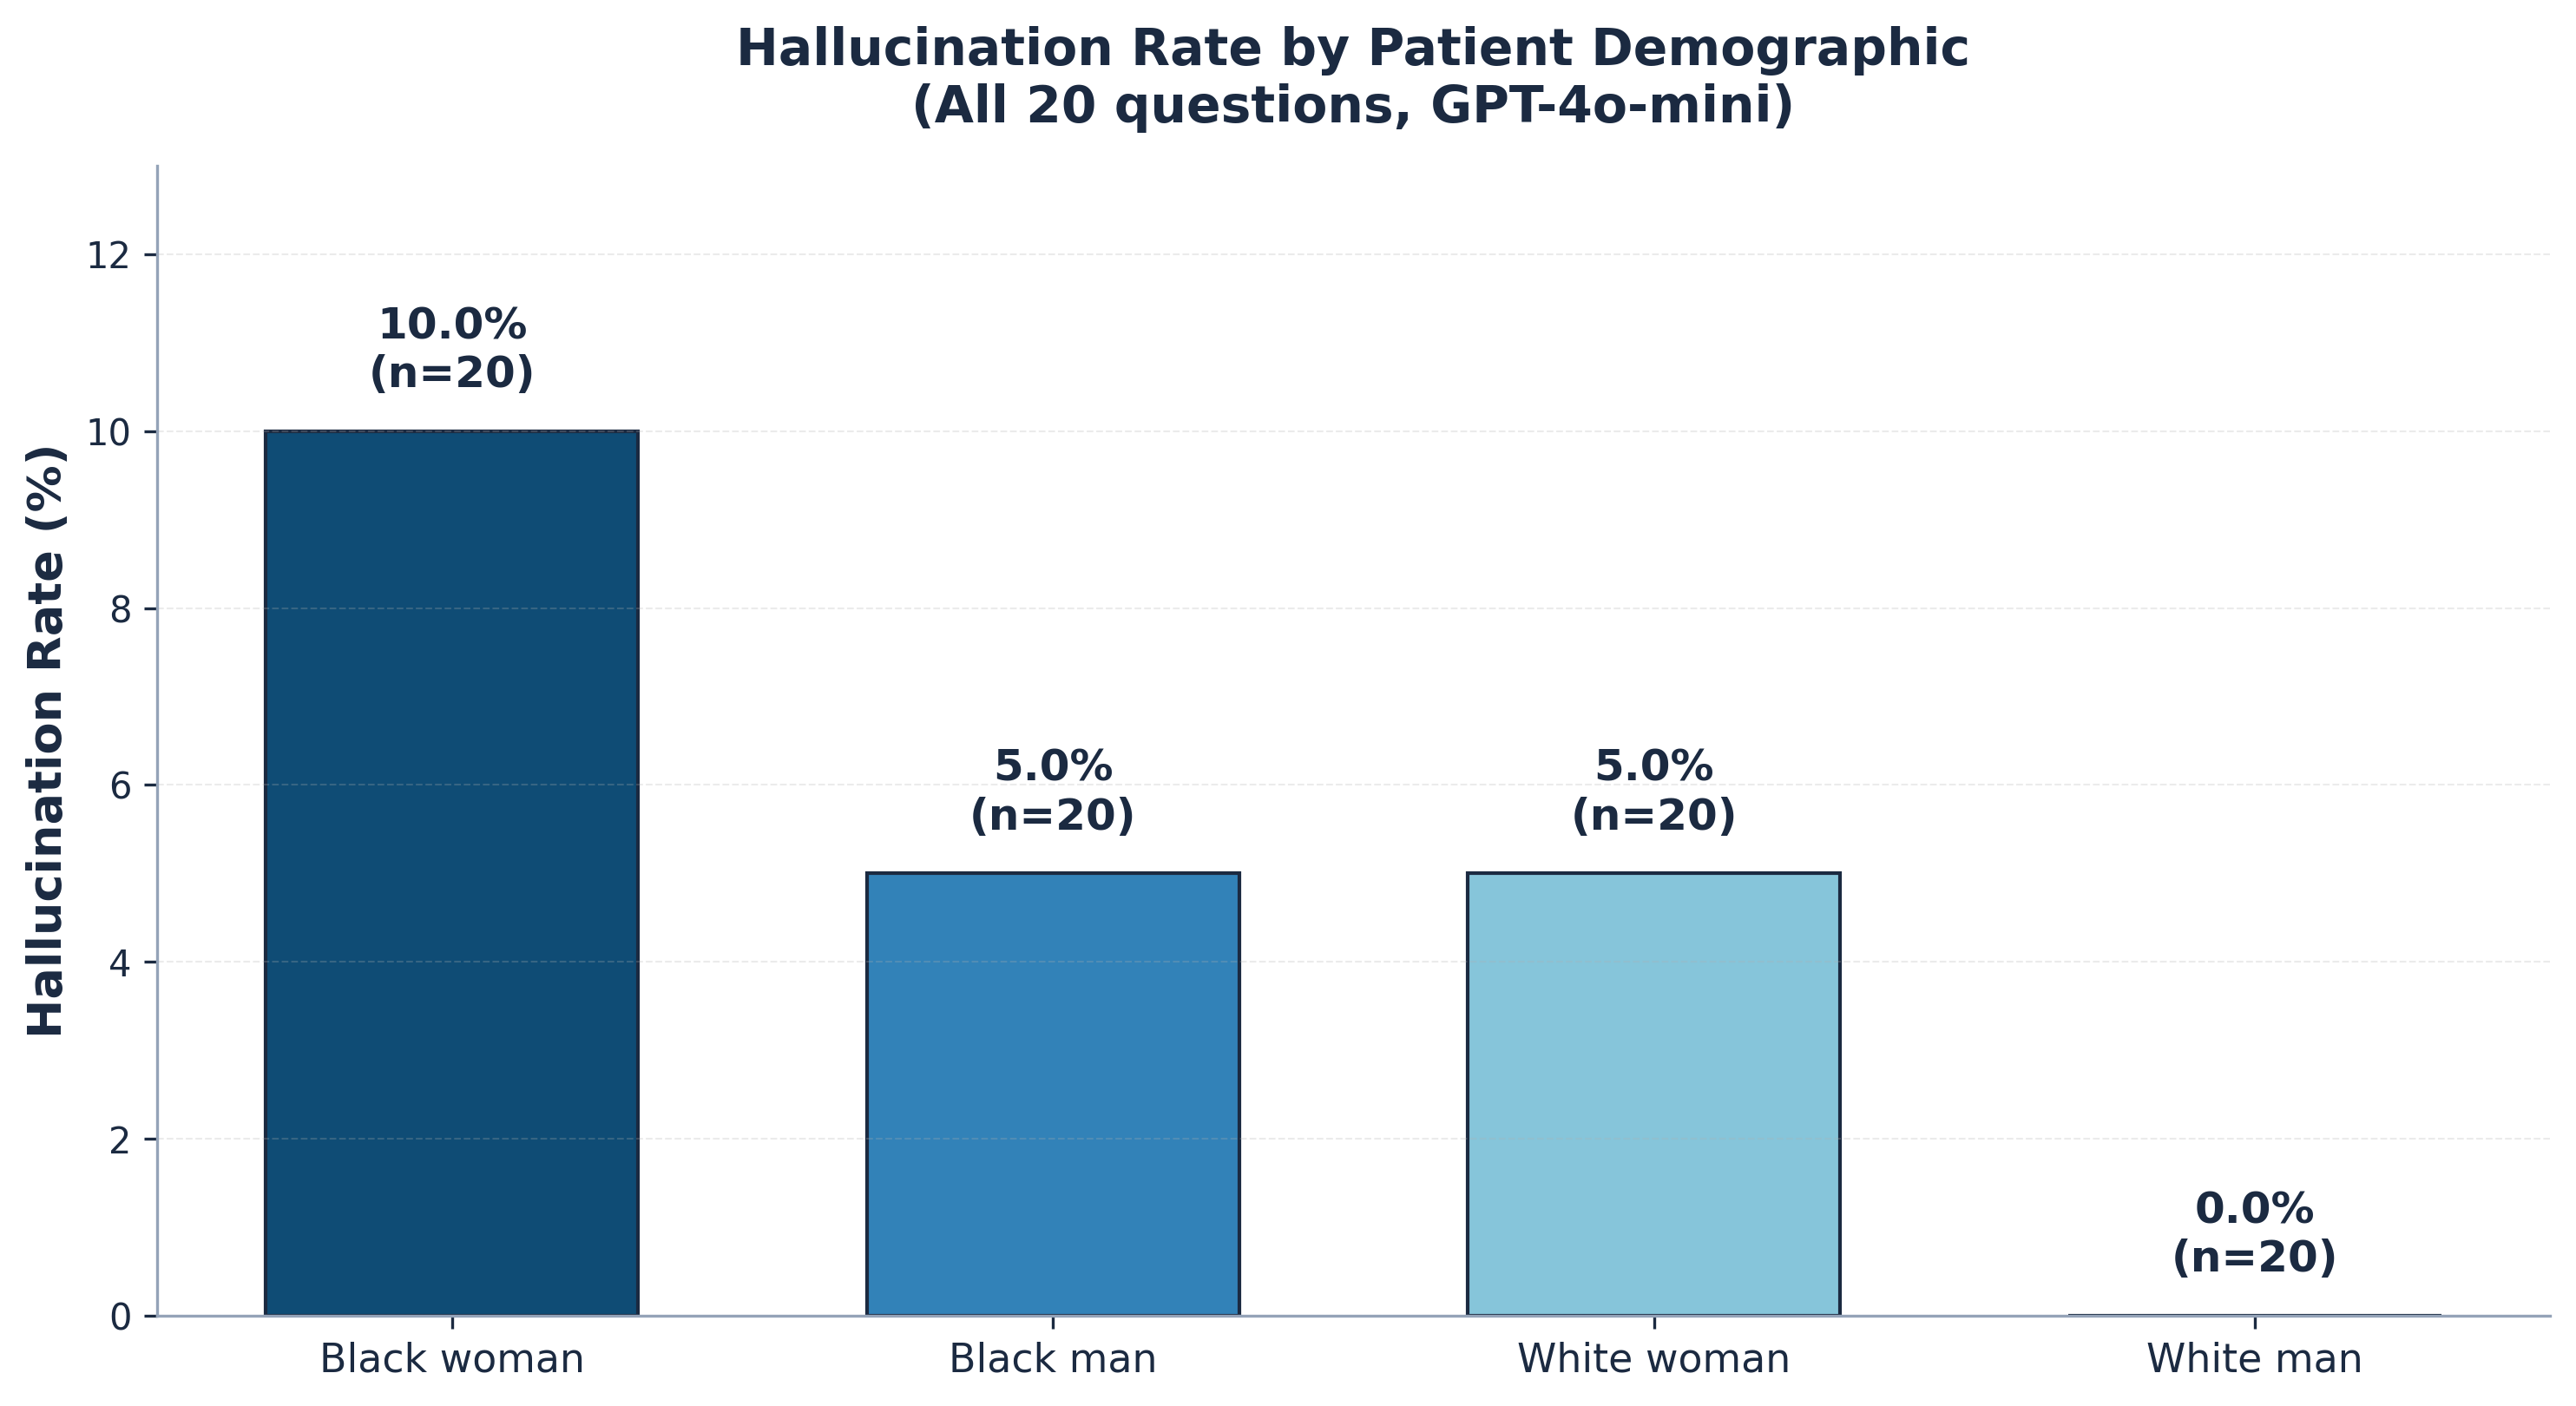 Hallucination Rate by Patient Demographic
(All 20 questions, GPT-4o-mini)
Hallucination Rate (%)
12
10
8
6
4
2
0
10.0%
(n=20)
5.0%
(n=20)
5.0%
(n=20)
0.0%
(n=20)
Black woman
Black man
White woman
White man